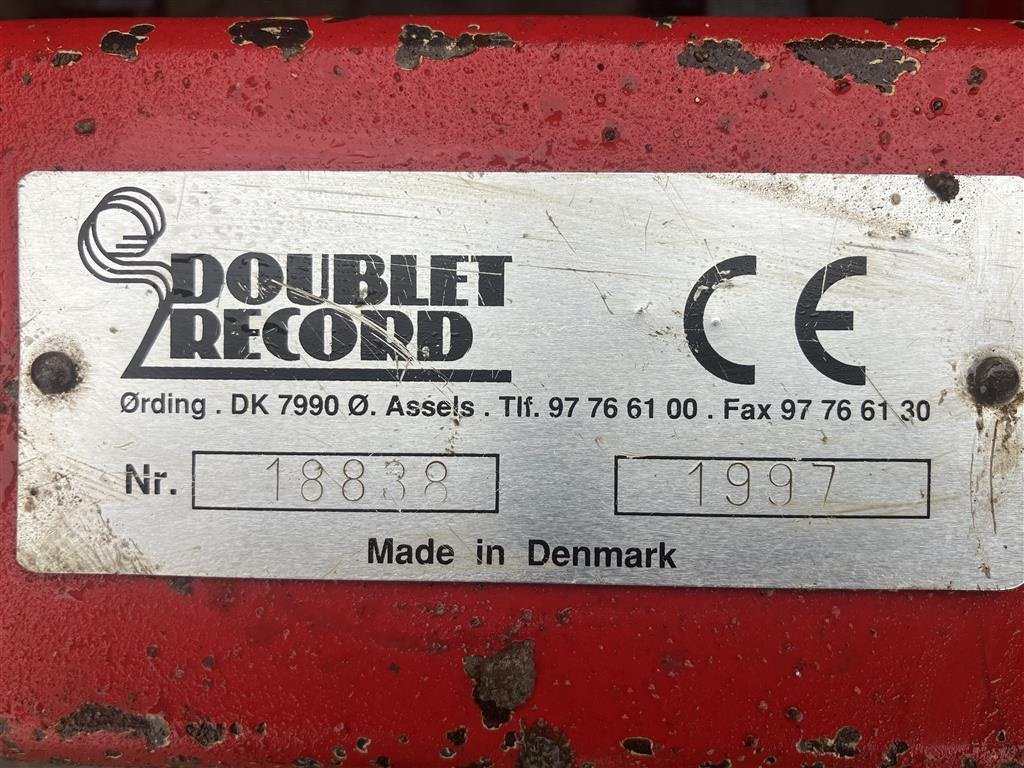 DOUBLET
RECORD
CE
Ørding . DK 7990 Ø. Assels . Tlf. 97 76 61 00 . Fax 97 76 61 30
Nr. 18838 1997
Made in Denmark